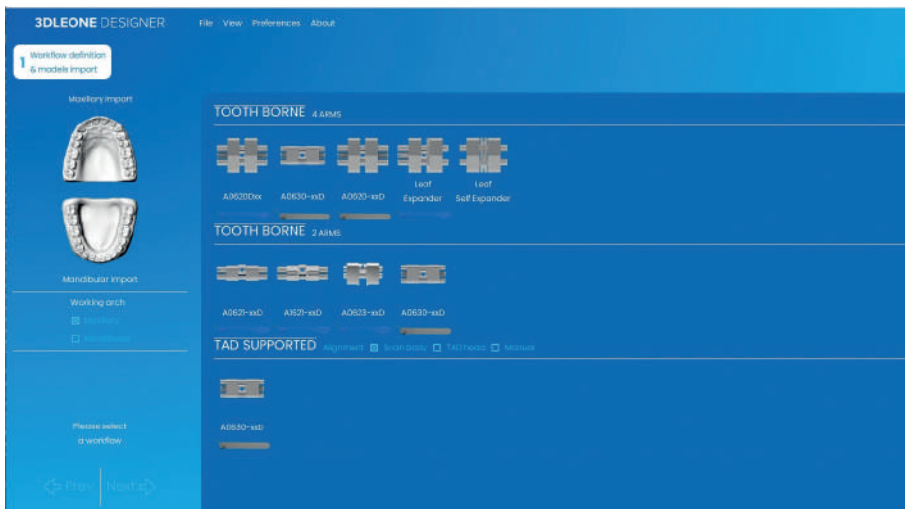 3DLEONE DESIGNER
File View Preferences About
1 Workflow definition
& models import
Maxillary import
Mandibular import
Working arch
Maxillary
Mandibular
Please select
a workflow
Prev Next
TOOTH BORNE 4 ARMS
A0620Dxx A0630-xxD A0620-xxD Leaf Expander Leaf Self Expander
TOOTH BORNE 2 ARMS
A0621-xxD A1621-xxD A0623-xxD A0630-xxD
TAD SUPPORTED Alignment Scan body TAD heads Manual
A0630-xxD